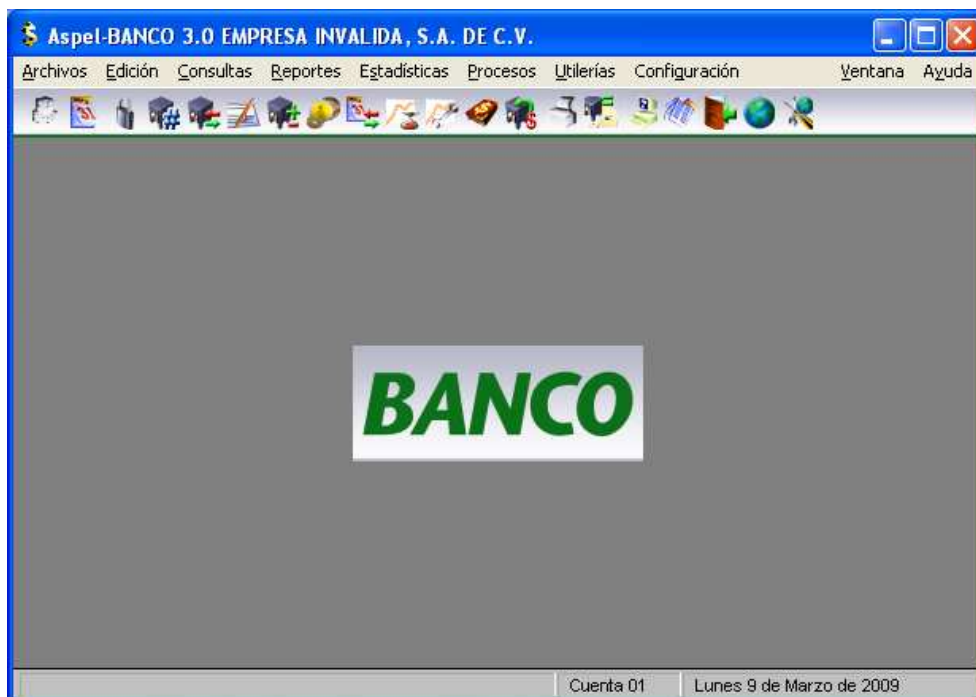 Aspel-BANCO 3.0 EMPRESA INVALIDA, S.A. DE C.V.
Archivos Edición Consultas Reportes Estadísticas Procesos Utilerías Configuración Ventana Ayuda
BANCO
Cuenta 01 Lunes 9 de Marzo de 2009